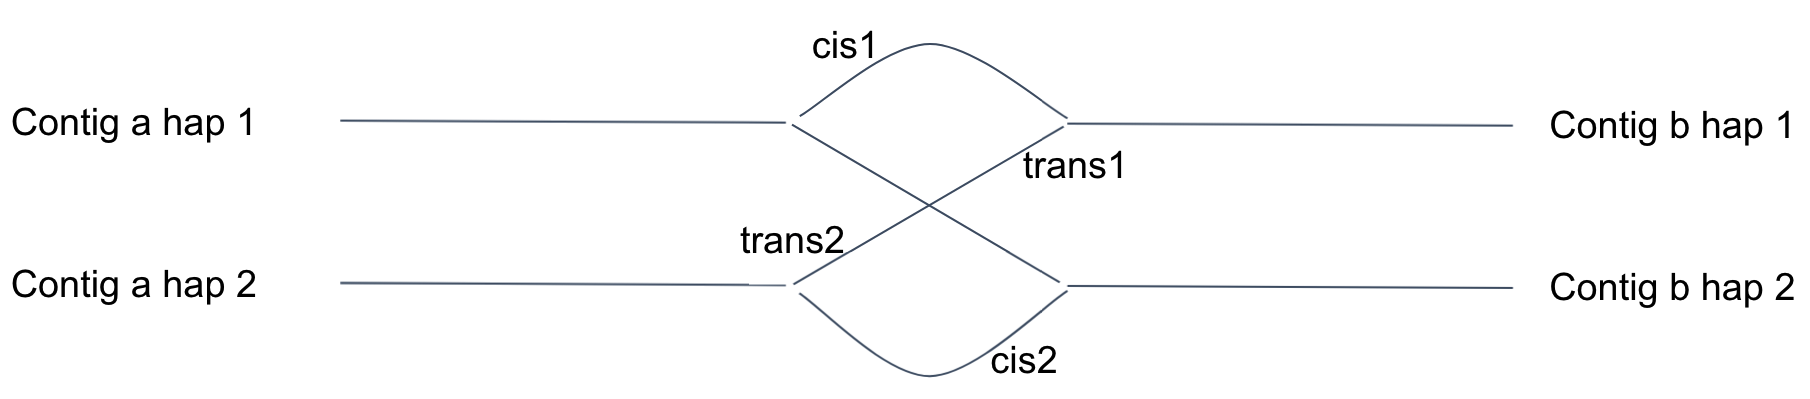 cis1
Contig a hap 1
Contig b hap 1
trans1
trans2
Contig a hap 2
Contig b hap 2
cis2